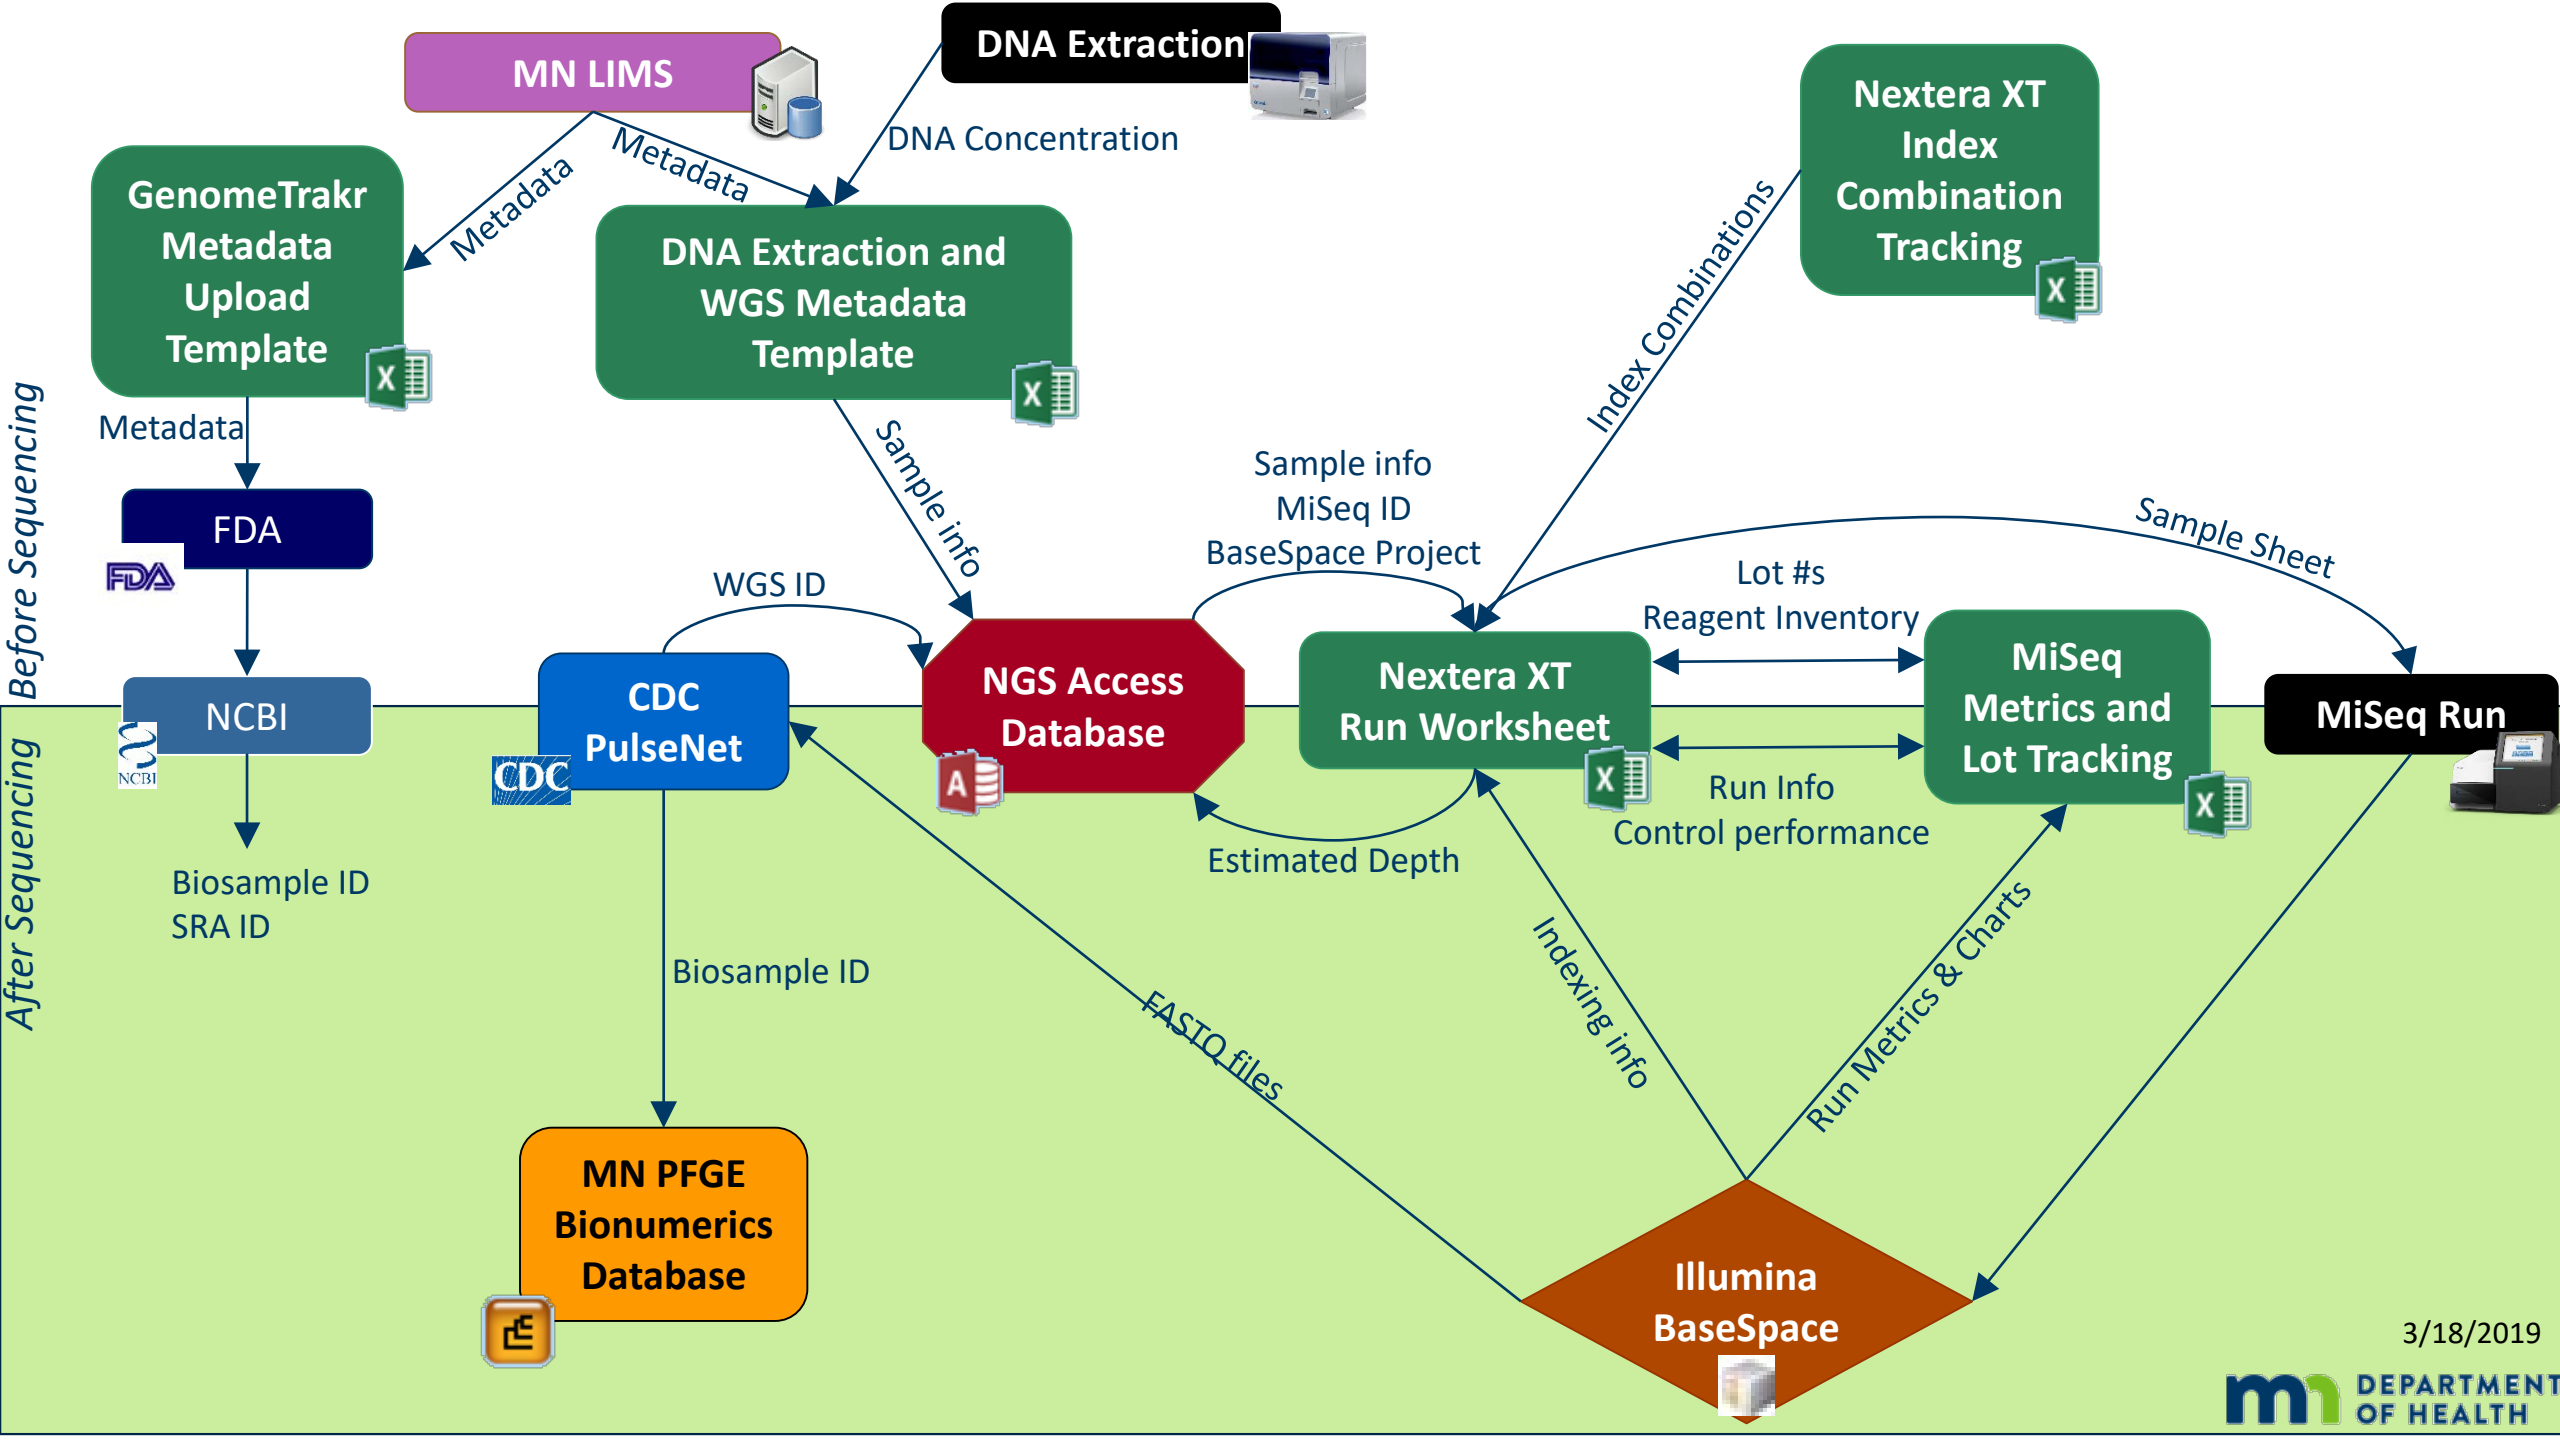 DNA Extraction
MN LIMS
DNA Concentration
Metadata
Metadata
GenomeTrakr
Metadata
Upload
Template
DNA Extraction and
WGS Metadata
Template
Nextera XT
Index
Combination
Tracking
Index Combinations
Before Sequencing
Metadata
FDA
FDA
NCBI
NCBI
Sample info
WGS ID
Sample info
MiSeq ID
BaseSpace Project
Sample Sheet
Lot #s
Reagent Inventory
CDC
PulseNet
CDC
NGS Access
Database
Nextera XT
Run Worksheet
MiSeq
Metrics and
Lot Tracking
MiSeq Run
Run Info
Control performance
Estimated Depth
After Sequencing
Biosample ID
SRA ID
Biosample ID
FASTQ files
Indexing info
Run Metrics & Charts
MN PFGE
Bionumerics
Database
Illumina
BaseSpace
3/18/2019
mn DEPARTMENT
OF HEALTH